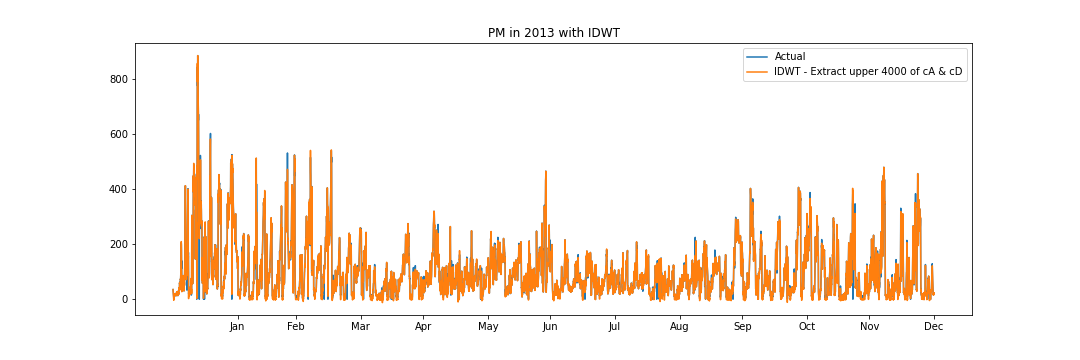 PM in 2013 with IDWT
Actual
IDWT - Extract upper 4000 of cA & cD
800
600
400
200
0
Jan Feb Mar Apr May Jun Jul Aug Sep Oct Nov Dec